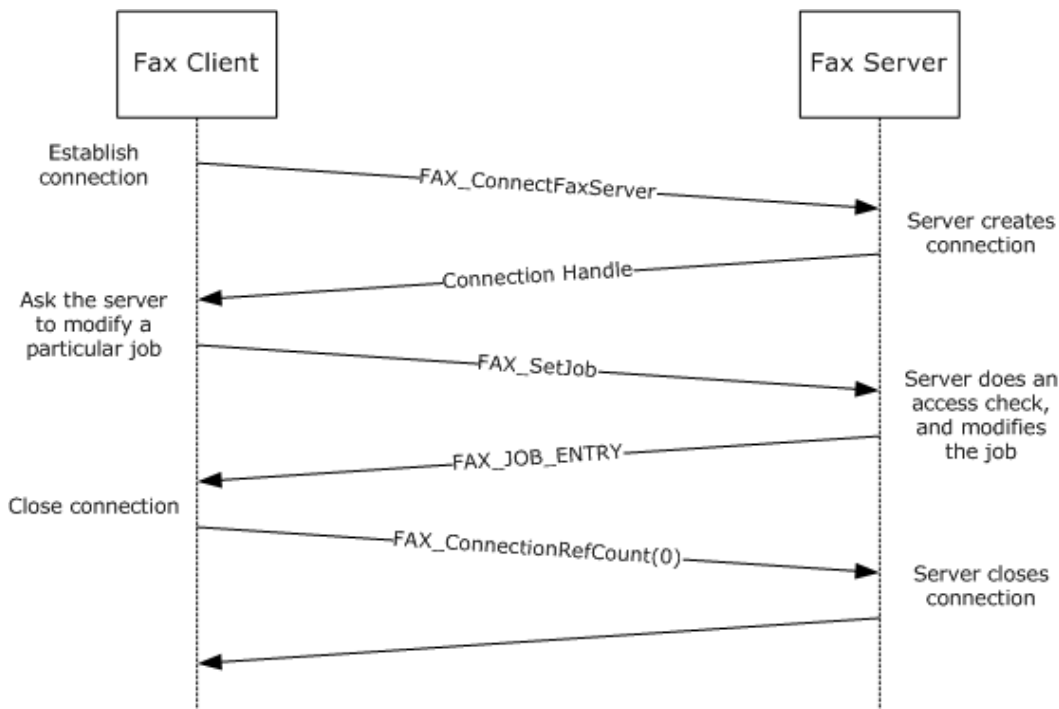 Fax Client
Fax Server
Establish
connection
FAX_ConnectFaxServer
Server creates
connection
Connection Handle
Ask the server
to modify a
particular job
FAX_SetJob
Server does an
access check,
and modifies
the job
FAX_JOB_ENTRY
Close connection
FAX_ConnectionRefCount(0)
Server closes
connection